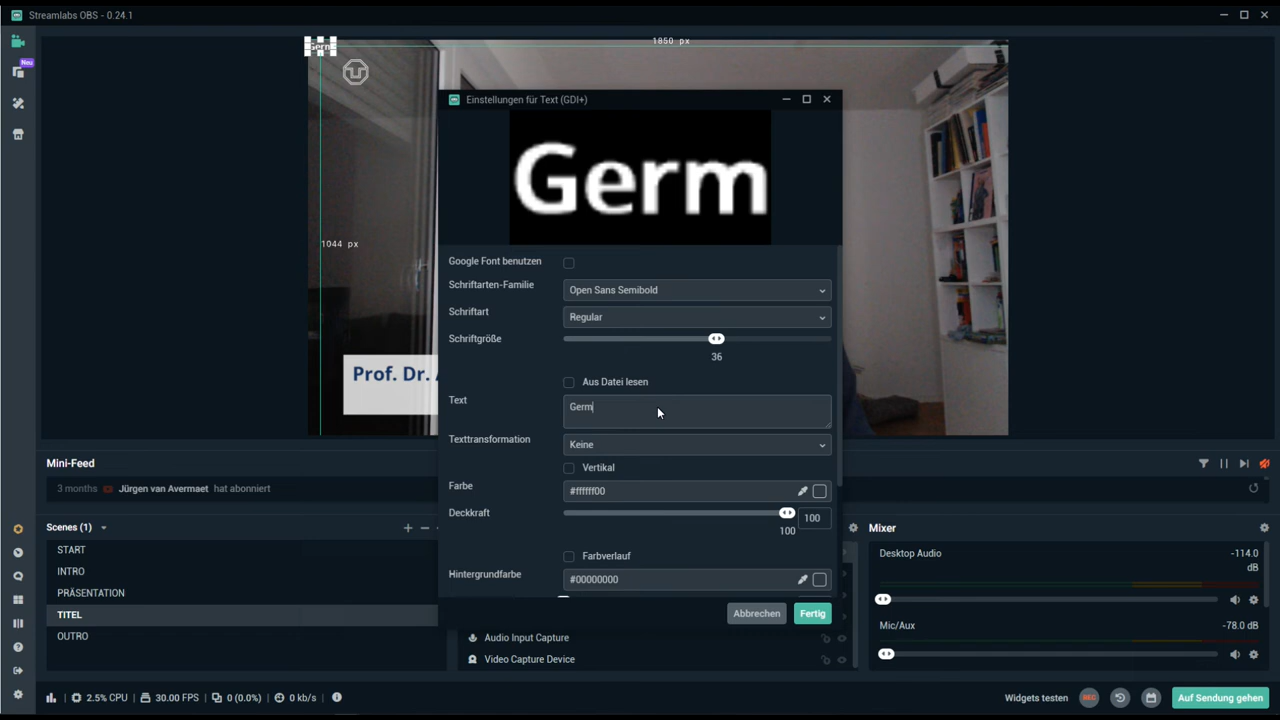 Streamlabs OBS - 0.24.1
Neu
1850 px
1044 px
Prof. Dr.
Einstellungen für Text (GDI+)
Germ
Google Font benutzen
Schriftarten-Familie
Open Sans Semibold
Schriftart
Regular
Schriftgröße
36
Aus Datei lesen
Text
Germ
Texttransformation
Keine
Vertikal
Farbe
#ffffff00
Deckkraft
100
100
Farbverlauf
Hintergrundfarbe
#00000000
Abbrechen
Fertig
Mini-Feed
3 months Jürgen van Avermaet hat abonniert
Scenes (1)
START
INTRO
PRÄSENTATION
TITEL
OUTRO
Audio Input Capture
Video Capture Device
Mixer
Desktop Audio
-114.0 dB
Mic/Aux
-78.0 dB
2.5% CPU
30.00 FPS
0 (0.0%)
0 kb/s
Widgets testen
REC
Auf Sendung gehen